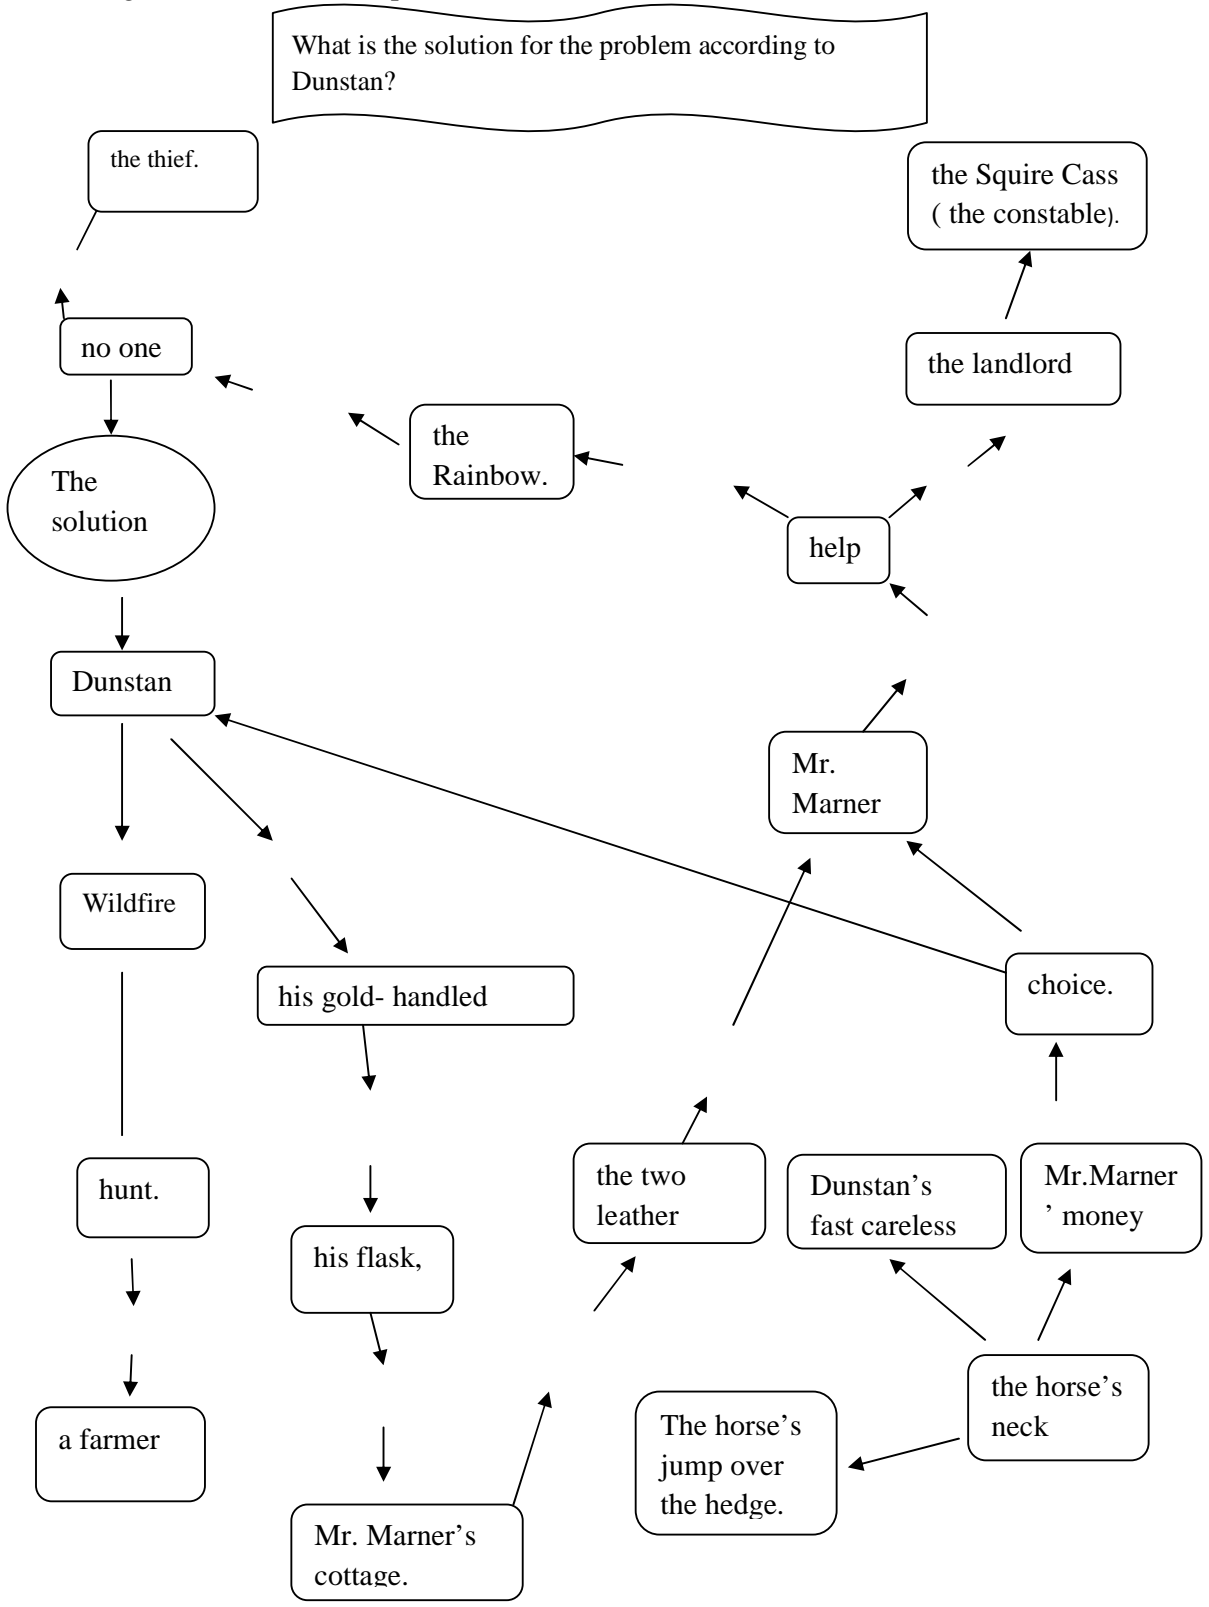 What is the solution for the problem according to
Dunstan?
the thief.
the Squire Cass
( the constable).
no one
the landlord
the
Rainbow.
The
solution
help
Dunstan
Mr.
Marner
Wildfire
his gold- handled
choice.
hunt.
the two
leather
Dunstan's
fast careless
Mr.Marner
' money
his flask,
a farmer
The horse's
jump over
the hedge.
the horse's
neck
Mr. Marner's
cottage.